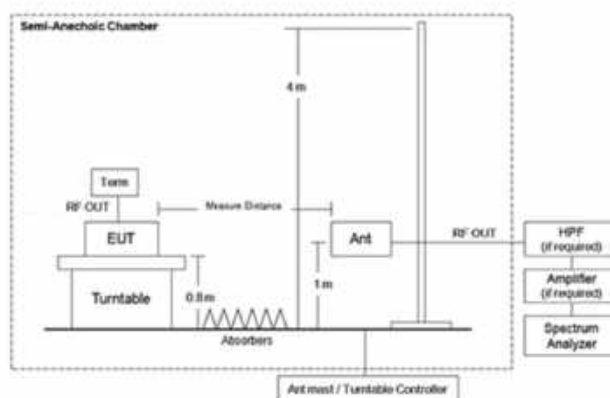 Semi-Anechoic Chamber
4 m
Term
RF OUT
Measure Distance
EUT
Ant
RF OUT
HPF
(if required)
Turntable
0.8 m
1 m
Amplifier
(if required)
Absorbers
Spectrum
Analyzer
Ant mast / Turntable Controller